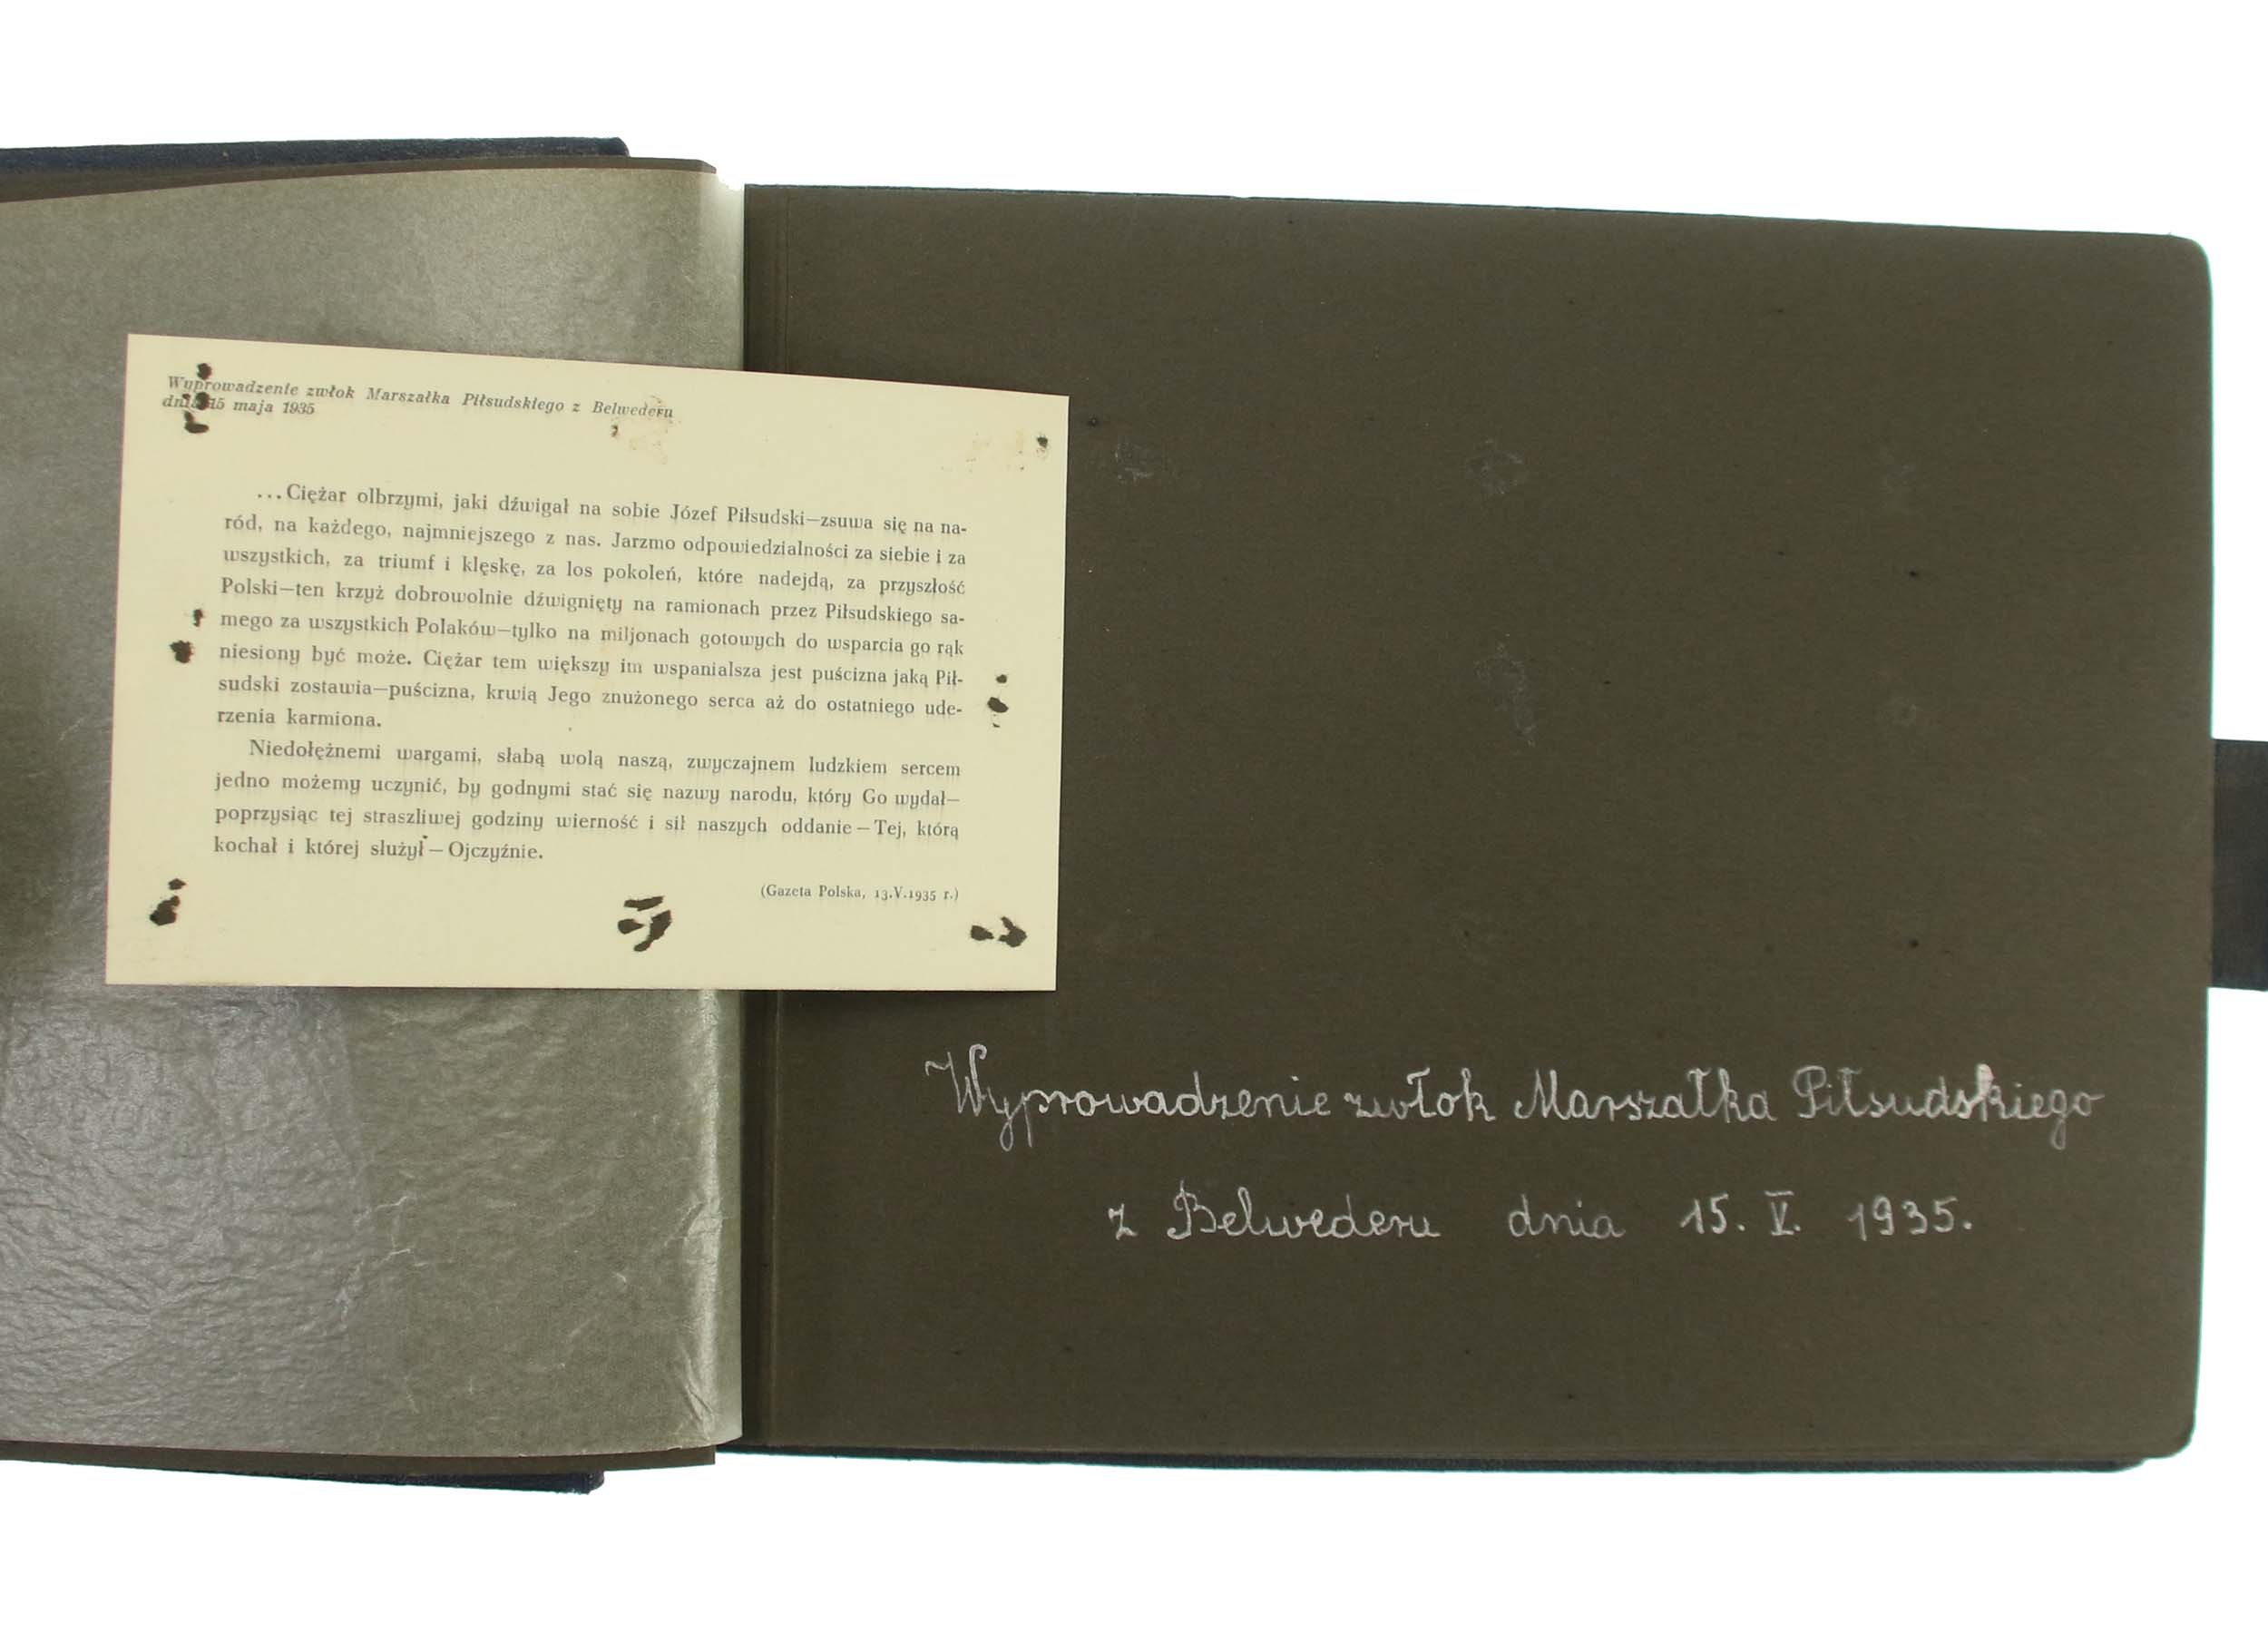 Wyprowadzenie zwłok Marszałka Piłsudskiego z Belwederu
dnia 15 maja 1935
...Ciężar olbrzymi, jaki dźwigał na sobie Józef Piłsudski—zsuwa się na na-
ród, na każdego, najmniejszego z nas. Jarzmo odpowiedzialności za siebie i za
wszystkich, za triumf i klęskę, za los pokoleń, które nadejdą, za przyszłość
Polski—ten krzyż dobrowolnie dźwignięty na ramionach przez Piłsudskiego sa-
mego za wszystkich Polaków—tylko na miljonach gotowych do wsparcia go rąk
niesiony być może. Ciężar tem większy im wspanialsza jest puścizna jaką Pił-
sudski zostawia—puścizna, krwią Jego znużonego serca aż do ostatniego ude-
rzenia karmiona.
Niedołężnemi wargami, słabą wolą naszą, zwyczajnem ludzkiem sercem
jedno możemy uczynić, by godnymi stać się nazwy narodu, który Go wydał—
poprzysiąc tej straszliwej godziny wierność i sił naszych oddanie—Tej, którą
kochał i której służył—Ojczyźnie.
(Gazeta Polska, 13.V.1935 r.)
Wyprowadzenie zwłok Marszałka Piłsudskiego
z Belwederu dnia 15. V. 1935.